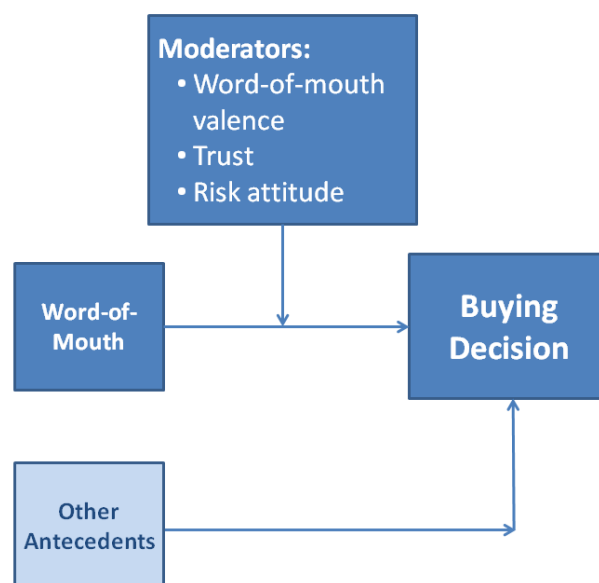 Moderators:
• Word-of-mouth
valence
• Trust
• Risk attitude
Word-of-
Mouth
Buying
Decision
Other
Antecedents